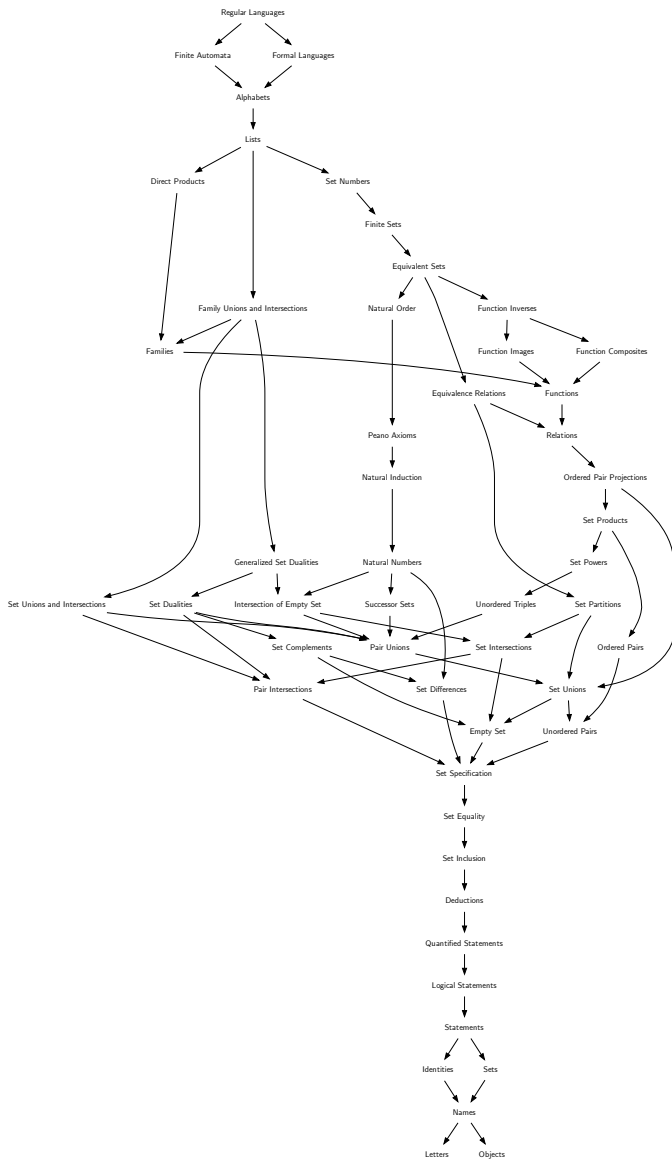 Regular Languages
Finite Automata
Formal Languages
Alphabets
Lists
Direct Products
Set Numbers
Finite Sets
Equivalent Sets
Family Unions and Intersections
Natural Order
Function Inverses
Families
Function Images
Function Composites
Equivalence Relations
Functions
Peano Axioms
Relations
Natural Induction
Ordered Pair Projections
Set Products
Generalized Set Dualities
Natural Numbers
Set Powers
Set Unions and Intersections
Set Dualities
Intersection of Empty Set
Successor Sets
Unordered Triples
Set Partitions
Set Complements
Pair Unions
Set Intersections
Ordered Pairs
Pair Intersections
Set Differences
Set Unions
Empty Set
Unordered Pairs
Set Specification
Set Equality
Set Inclusion
Deductions
Quantified Statements
Logical Statements
Statements
Identities
Sets
Names
Letters
Objects